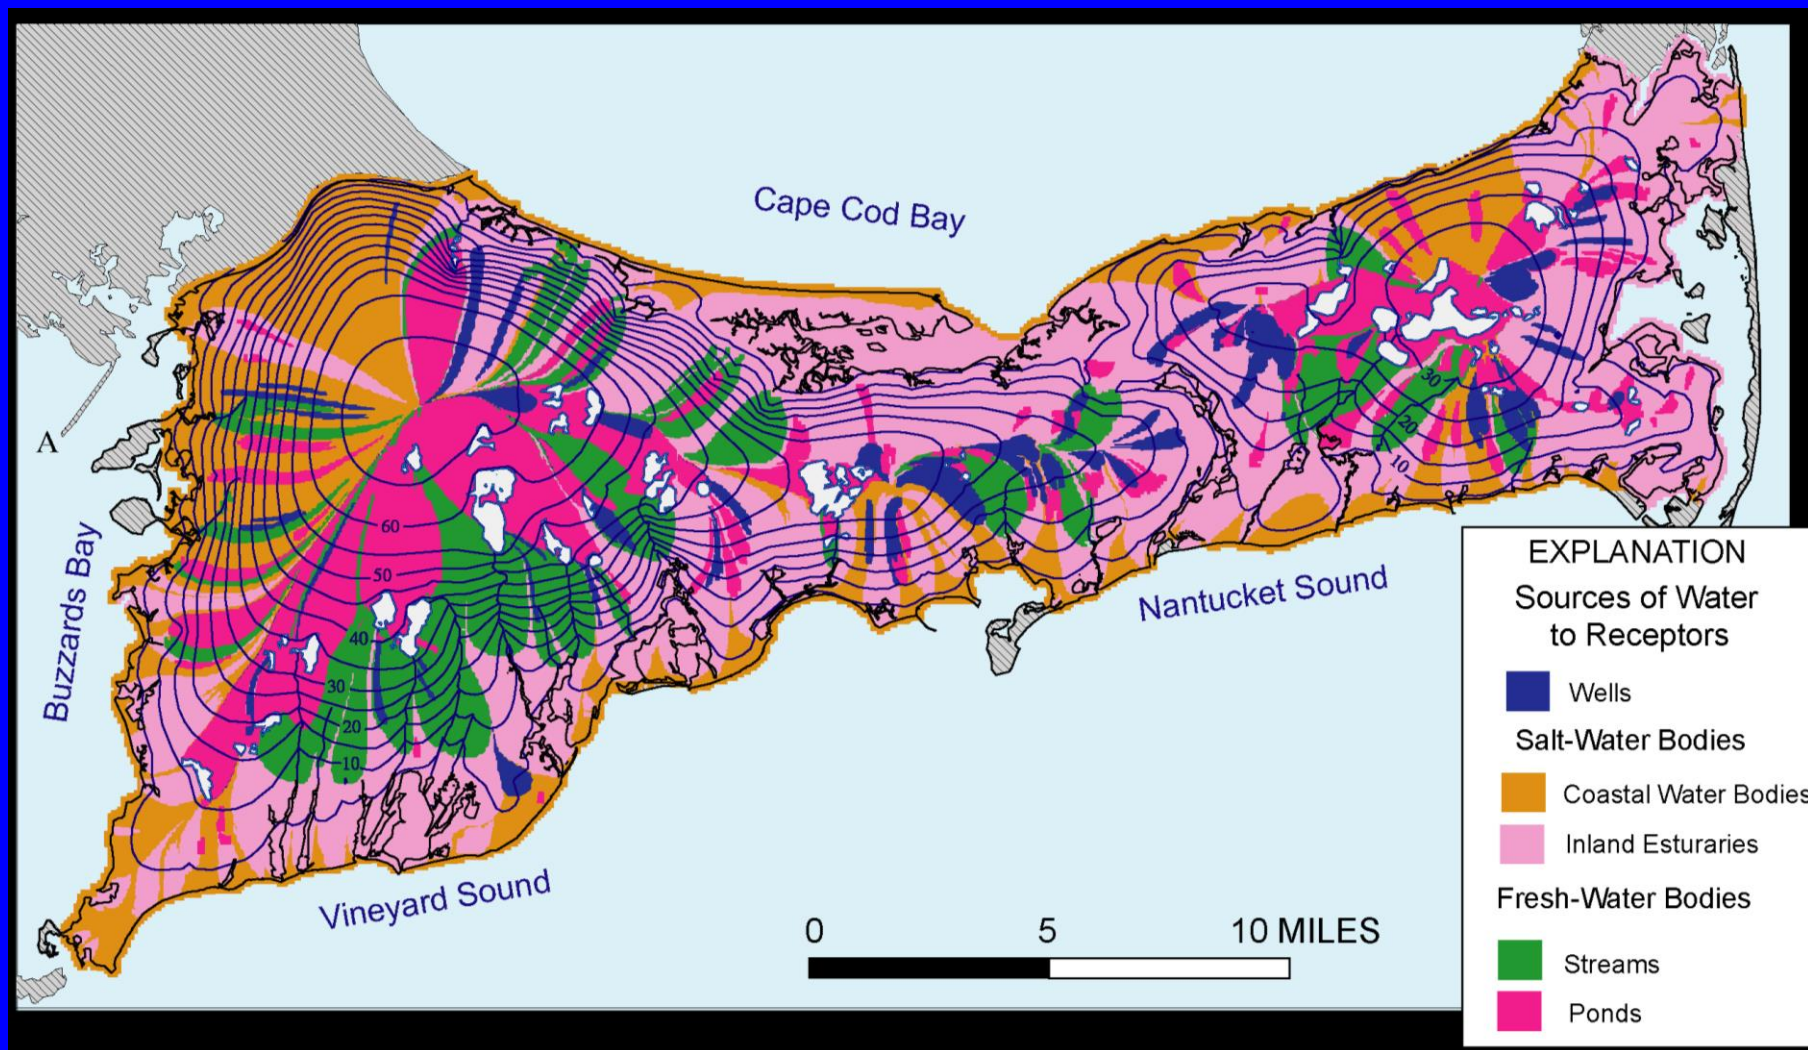 Cape Cod Bay
A
Buzzards Bay
60
50
40
30
20
10
30
20
10
Nantucket Sound
Vineyard Sound
0 5 10 MILES
EXPLANATION
Sources of Water
to Receptors
Wells
Salt-Water Bodies
Coastal Water Bodies
Inland Esturaries
Fresh-Water Bodies
Streams
Ponds